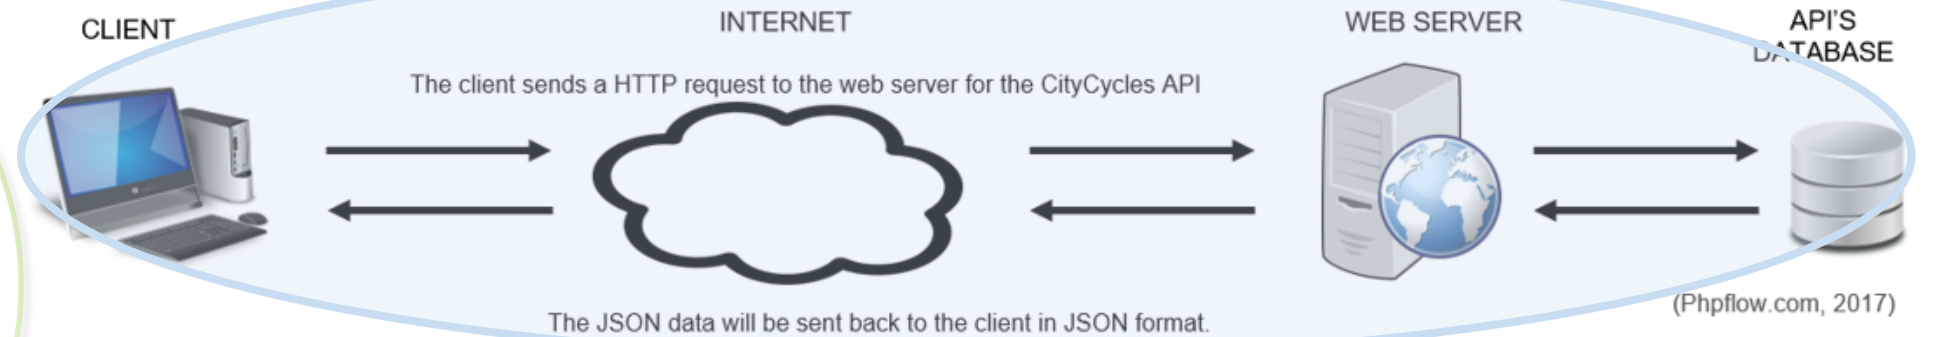 CLIENT
INTERNET
WEB SERVER
API'S
DATABASE
The client sends a HTTP request to the web server for the CityCycles API
(Phpflow.com, 2017)
The JSON data will be sent back to the client in JSON format.